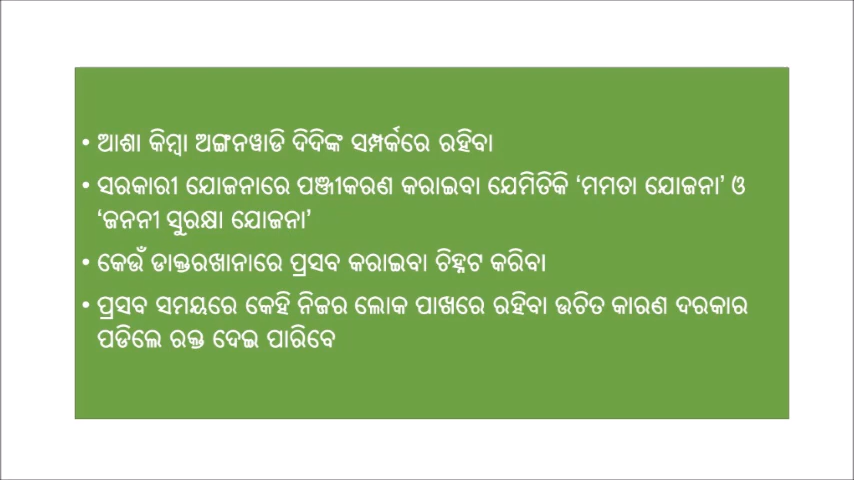 • ଆଶା କିମ୍ବା ଅଙ୍ଗନୱାଡି ଦିଦିଙ୍କ ସମ୍ପର୍କରେ ରହିବା
• ସରକାରୀ ଯୋଜନାରେ ପଞ୍ଜୀକରଣ କରାଇବା ଯେମିତିକି ‘ମମତା ଯୋଜନା’ ଓ
‘ଜନନୀ ସୁରକ୍ଷା ଯୋଜନା’
• କେଉଁ ଡାକ୍ତରଖାନାରେ ପ୍ରସବ କରାଇବା ଚିହ୍ନଟ କରିବା
• ପ୍ରସବ ସମୟରେ କେହି ନିଜର ଲୋକ ପାଖରେ ରହିବା ଉଚିତ କାରଣ ଦରକାର
ପଡିଲେ ରକ୍ତ ଦେଇ ପାରିବେ